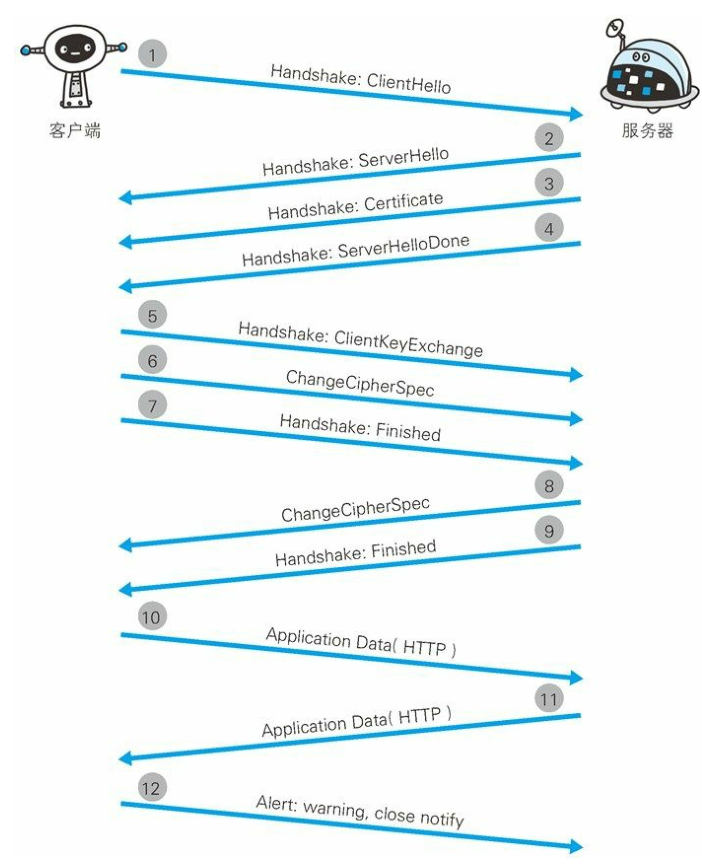 1
Handshake: ClientHello
客户端
服务器
2
Handshake: ServerHello
3
Handshake: Certificate
4
Handshake: ServerHelloDone
5
Handshake: ClientKeyExchange
6
ChangeCipherSpec
7
Handshake: Finished
8
ChangeCipherSpec
9
Handshake: Finished
10
Application Data( HTTP )
11
Application Data( HTTP )
12
Alert: warning, close notify